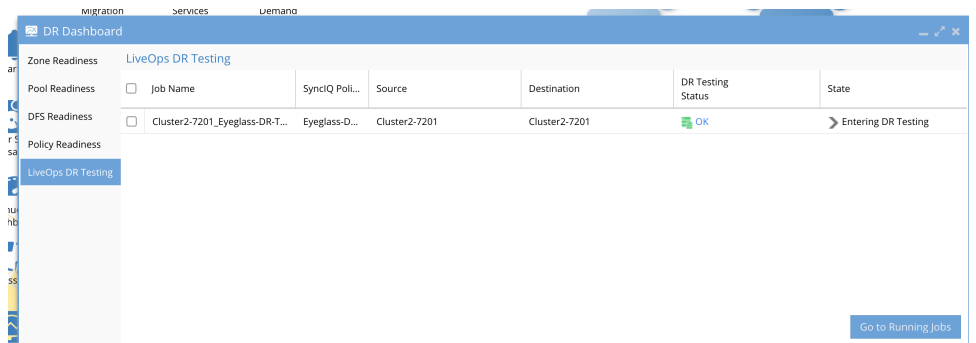 Migration Services Demand
DR Dashboard
LiveOps DR Testing
Zone Readiness
Pool Readiness
DFS Readiness
Policy Readiness
LiveOps DR Testing
Job Name SyncIQ Poli... Source Destination DR Testing Status State
Cluster2-7201_Eyeglass-DR-T... Eyeglass-D... Cluster2-7201 Cluster2-7201 OK Entering DR Testing
Go to Running Jobs